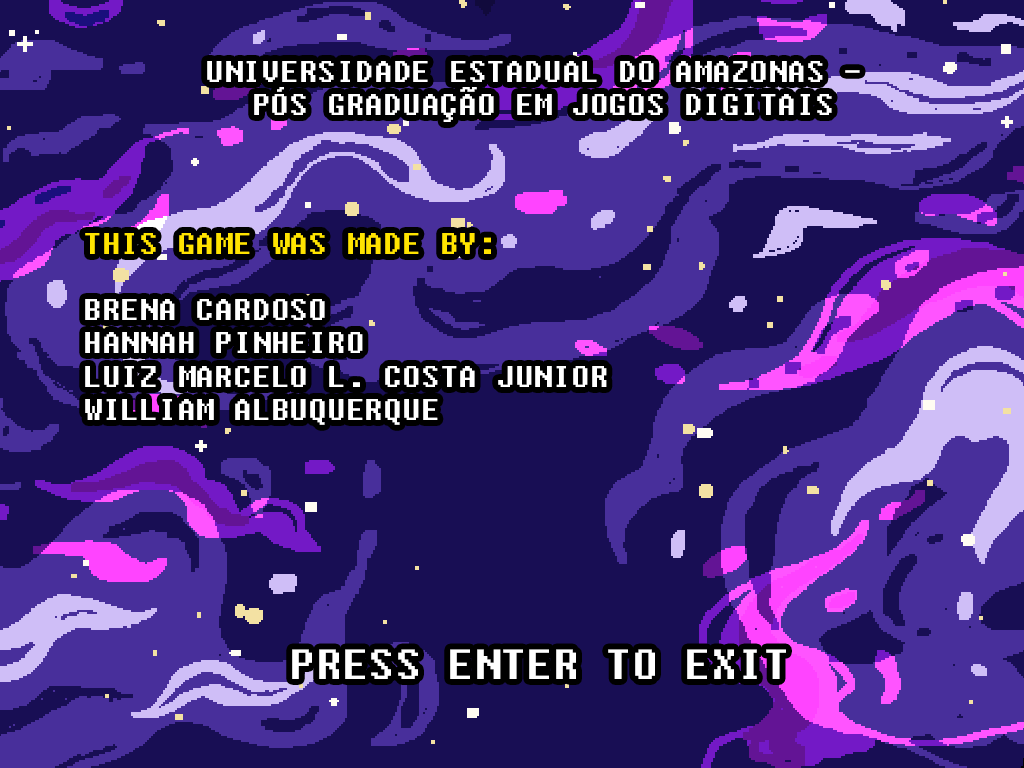 UNIVERSIDADE ESTADUAL DO AMAZONAS -
PÓS GRADUAÇÃO EM JOGOS DIGITAIS
THIS GAME WAS MADE BY:
BRENA CARDOSO
HANNAH PINHEIRO
LUIZ MARCELO L. COSTA JUNIOR
WILLIAM ALBUQUERQUE
PRESS ENTER TO EXIT